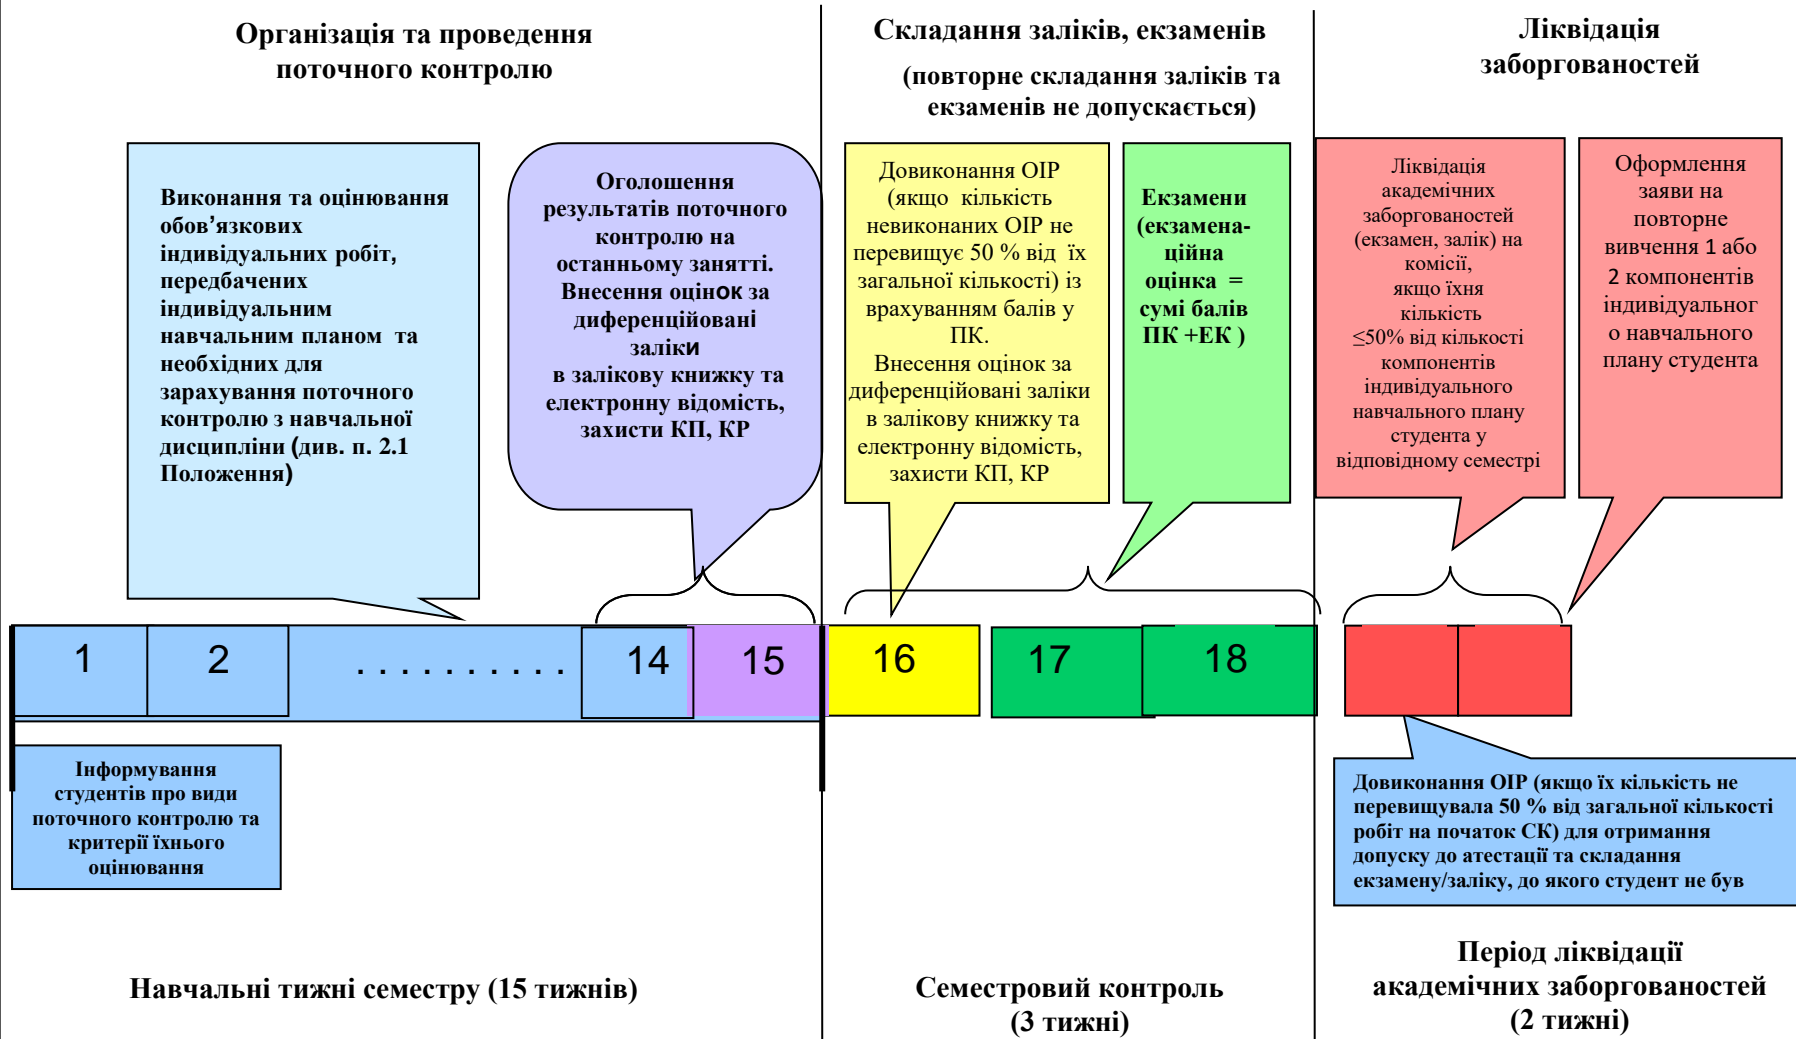 Організація та проведення
поточного контролю
Складання заліків, екзаменів
(повторне складання заліків та
екзаменів не допускається)
Ліквідація
заборгованостей
Виконання та оцінювання
обов’язкових
індивідуальних робіт,
передбачених
індивідуальним
навчальним планом та
необхідних для
зарахування поточного
контролю з навчальної
дисципліни (див. п. 2.1
Положення)
Оголошення
результатів поточного
контролю на
останньому занятті.
Внесення оцінок за
диференційовані
заліки
в залікову книжку та
електронну відомість,
захисти КП, КР
Довиконання ОІР
(якщо кількість
невиконаних ОІР не
перевищує 50 % від їх
загальної кількості) із
врахуванням балів у
ПК.
Внесення оцінок за
диференційовані заліки
в залікову книжку та
електронну відомість,
захисти КП, КР
Екзамени
(екзамена-
ційна
оцінка =
сумі балів
ПК +ЕК )
Ліквідація
академічних
заборгованостей
(екзамен, залік) на
комісії,
якщо їхня
кількість
≤50% від кількості
компонентів
індивідуального
навчального плану
студента у
відповідному семестрі
Оформлення
заяви на
повторне
вивчення 1 або
2 компонентів
індивідуальног
о навчального
плану студента
1
2
. . . . . . . . . .
14
15
16
17
18
Інформування
студентів про види
поточного контролю та
критерії їхнього
оцінювання
Довиконання ОІР (якщо їх кількість не
перевищувала 50 % від загальної кількості
робіт на початок СК) для отримання
допуску до атестації та складання
екзамену/заліку, до якого студент не був
Навчальні тижні семестру (15 тижнів)
Семестровий контроль
(3 тижні)
Період ліквідації
академічних заборгованостей
(2 тижні)